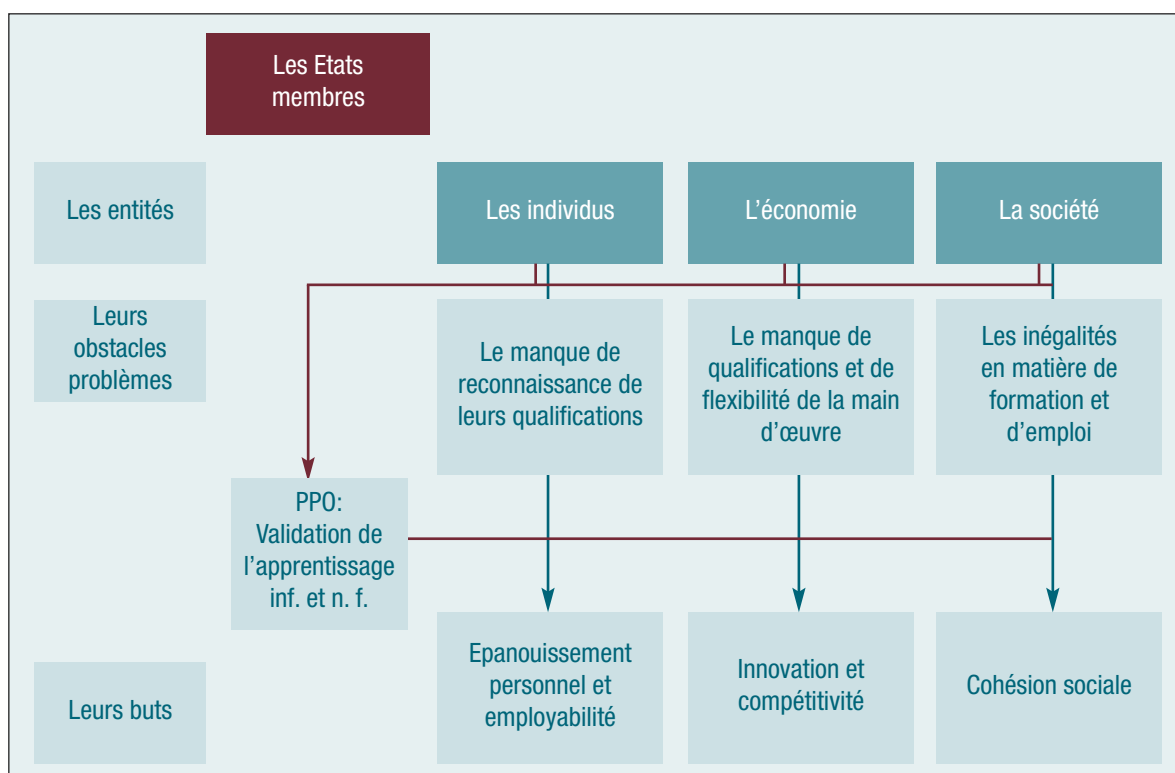 Les Etats
membres
Les entités
Les individus
L'économie
La société
Leurs
obstacles
problèmes
Le manque de
reconnaissance de
leurs qualifications
Le manque de
qualifications et de
flexibilité de la main
d'œuvre
Les inégalités
en matière de
formation et
d'emploi
PPO:
Validation de
l'apprentissage
inf. et n. f.
Leurs buts
Epanouissement
personnel et
employabilité
Innovation et
compétitivité
Cohésion sociale